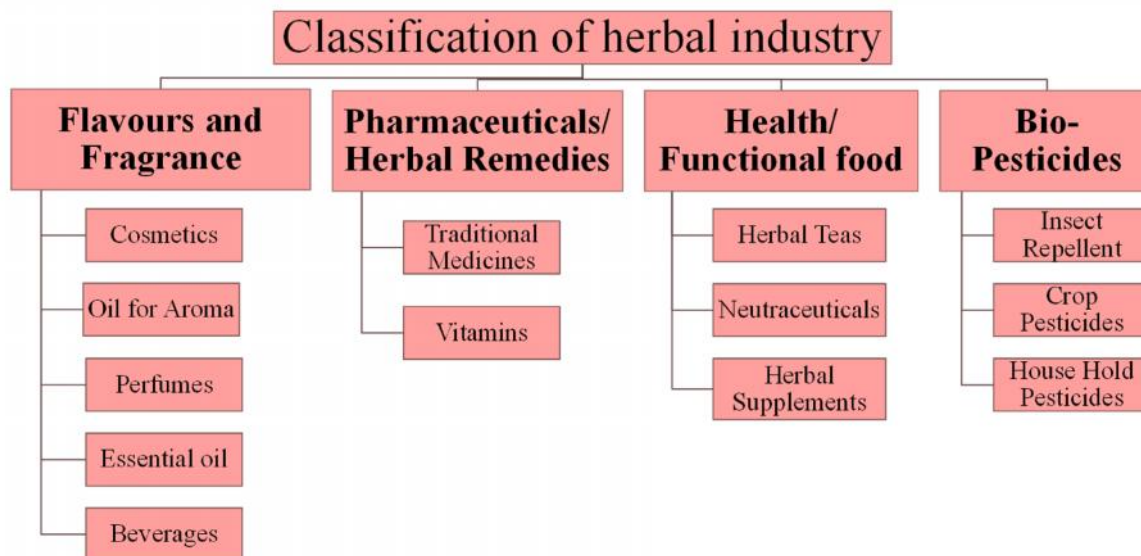 Classification of herbal industry
Flavours and
Fragrance
Cosmetics
Oil for Aroma
Perfumes
Essential oil
Beverages
Pharmaceuticals/
Herbal Remedies
Traditional
Medicines
Vitamins
Health/
Functional food
Herbal Teas
Neutraceuticals
Herbal
Supplements
Bio-
Pesticides
Insect
Repellent
Crop
Pesticides
House Hold
Pesticides